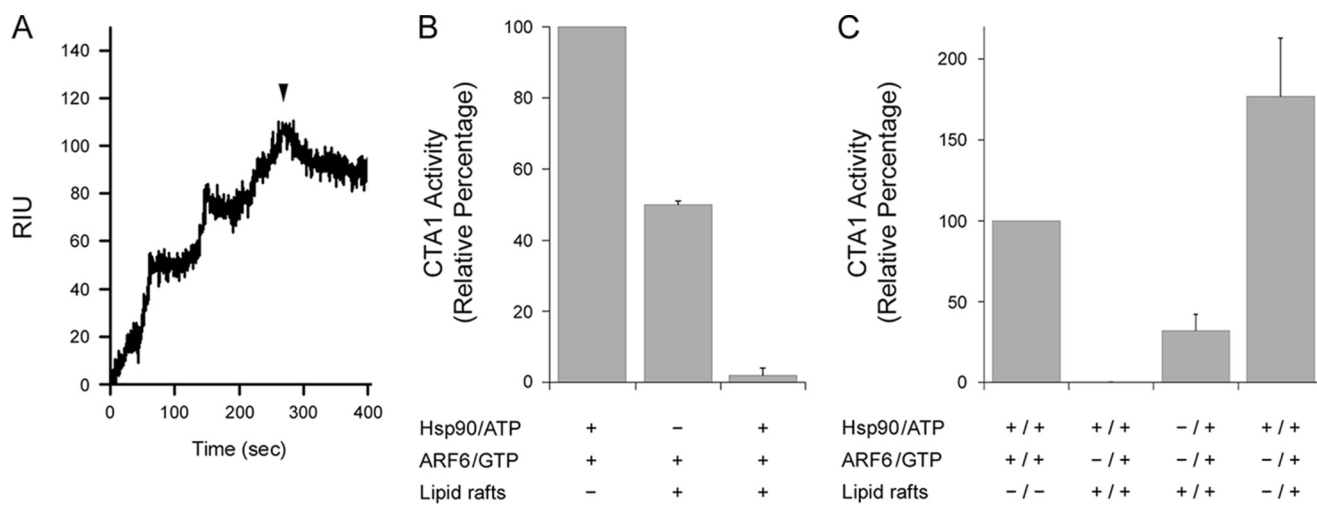 A
RIU
140
120
100
80
60
40
20
0
0 100 200 300 400
Time (sec)
B
CTA1 Activity
(Relative Percentage)
100
80
60
40
20
0
Hsp90/ATP + − +
ARF6/GTP + + +
Lipid rafts − + +
C
CTA1 Activity
(Relative Percentage)
200
150
100
50
0
Hsp90/ATP +/+ +/+ −/+ +/+
ARF6/GTP +/+ −/+ −/+ −/+
Lipid rafts −/− +/+ +/+ −/+